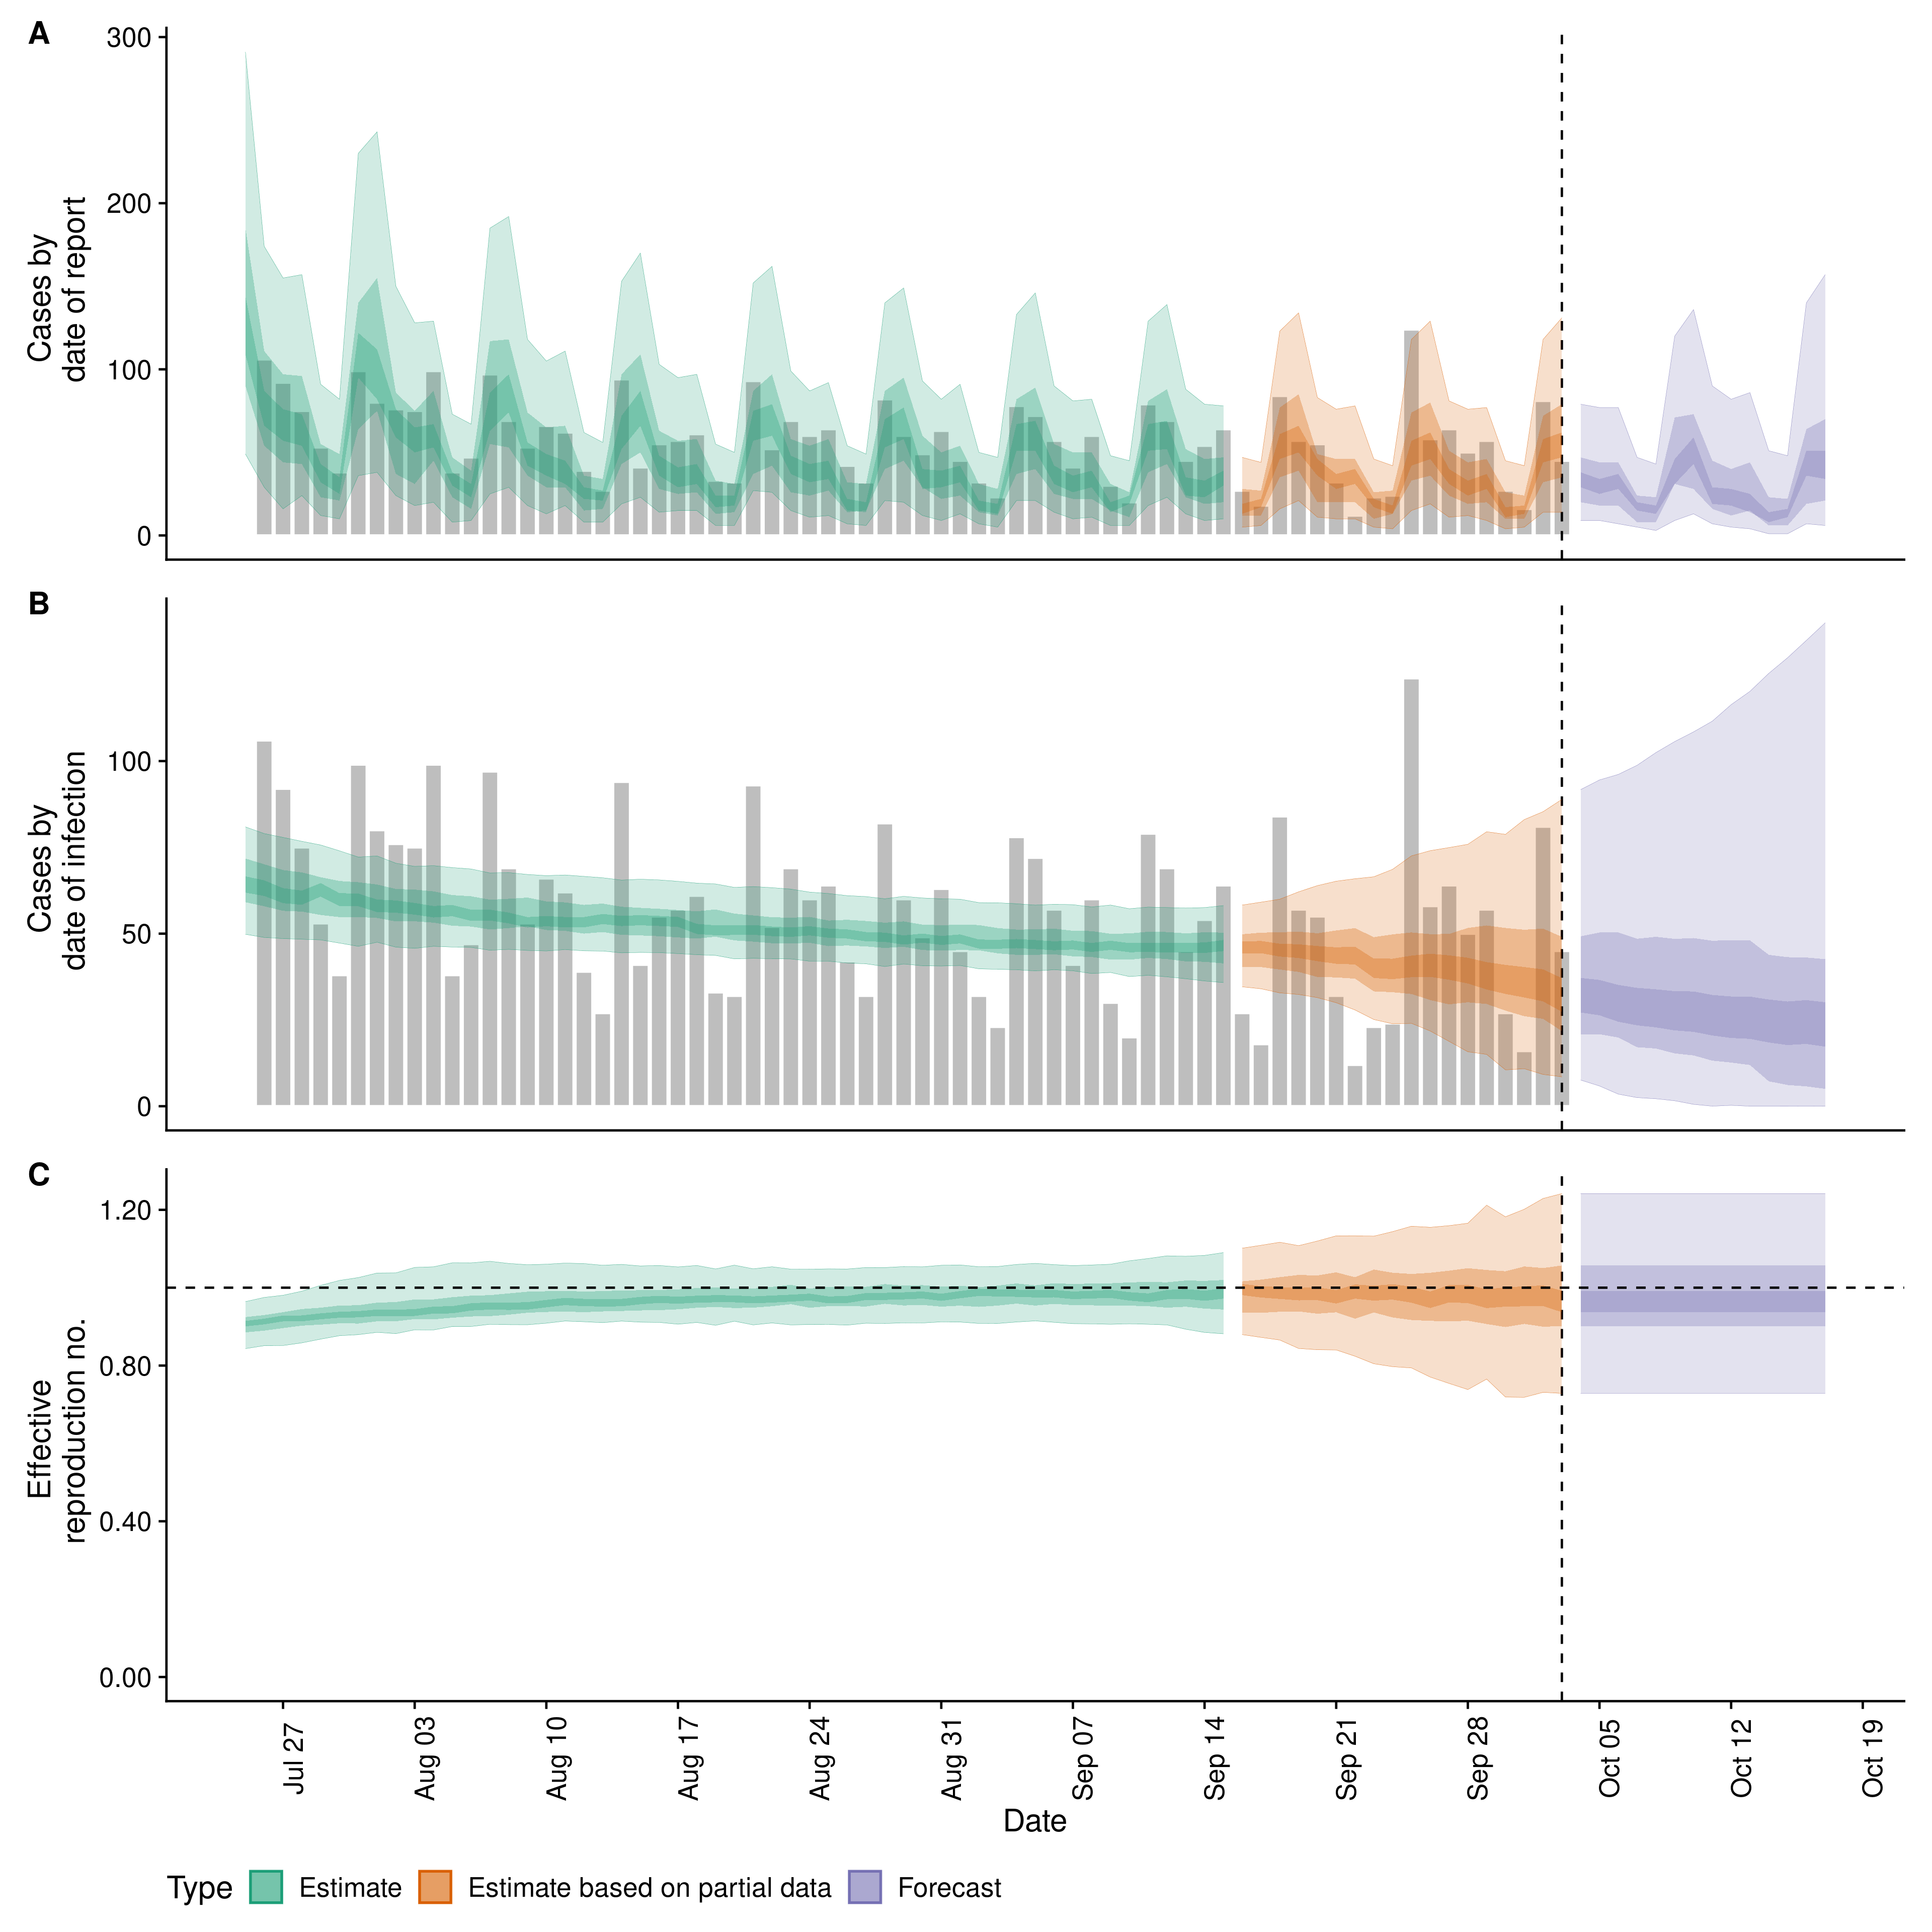 A
300
200
100
0
Cases by
date of report
B
100
50
0
Cases by
date of infection
C
1.20
0.80
0.40
0.00
Effective
reproduction no.
Jul 27
Aug 03
Aug 10
Aug 17
Aug 24
Aug 31
Sep 07
Sep 14
Sep 21
Sep 28
Oct 05
Oct 12
Oct 19
Date
Type Estimate Estimate based on partial data Forecast